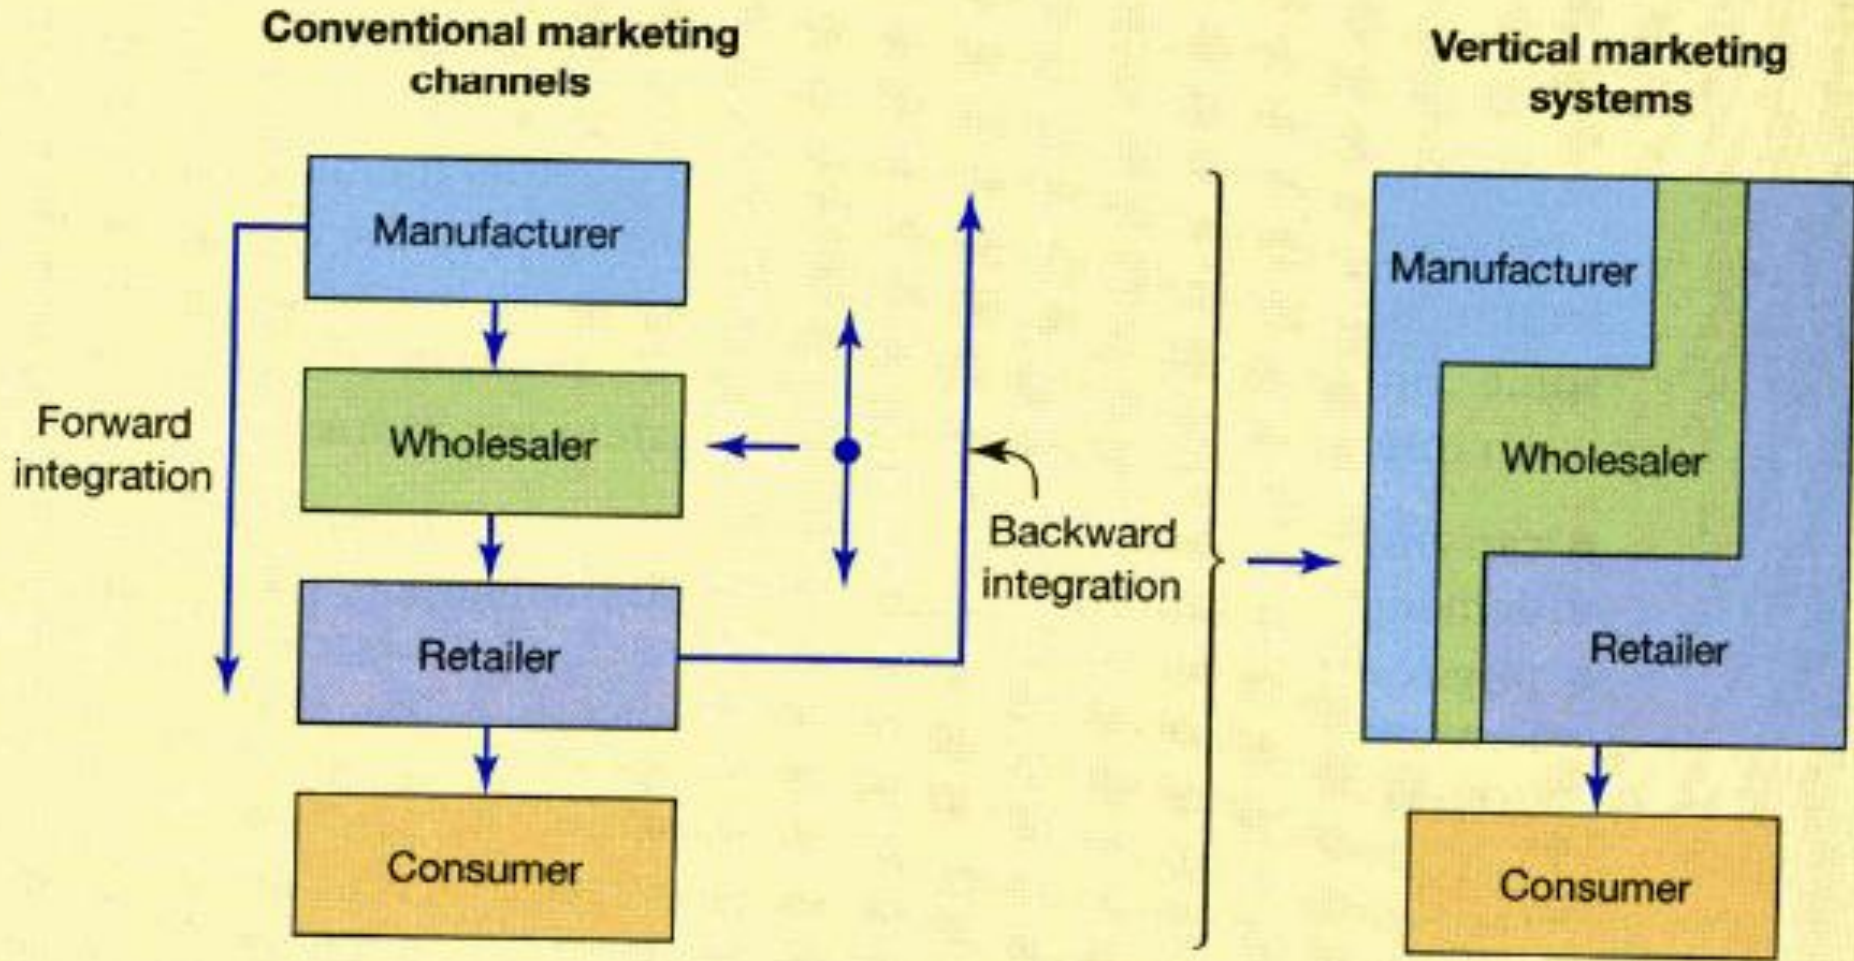 Conventional marketing
channels
Manufacturer
Wholesaler
Retailer
Consumer
Forward
integration
Backward
integration
Vertical marketing
systems
Manufacturer
Wholesaler
Retailer
Consumer